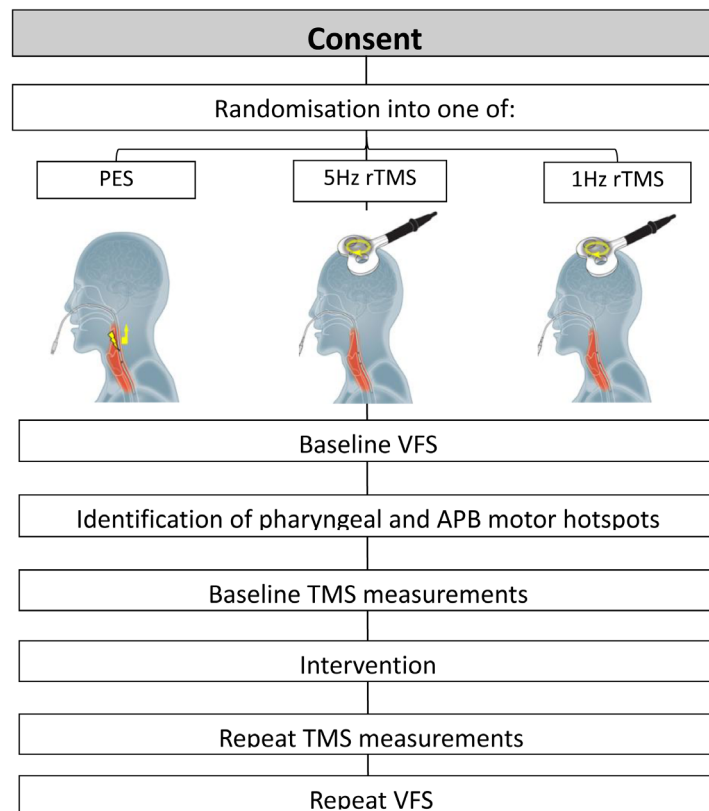 Consent
Randomisation into one of:
PES
5Hz rTMS
1Hz rTMS
Baseline VFS
Identification of pharyngeal and APB motor hotspots
Baseline TMS measurements
Intervention
Repeat TMS measurements
Repeat VFS